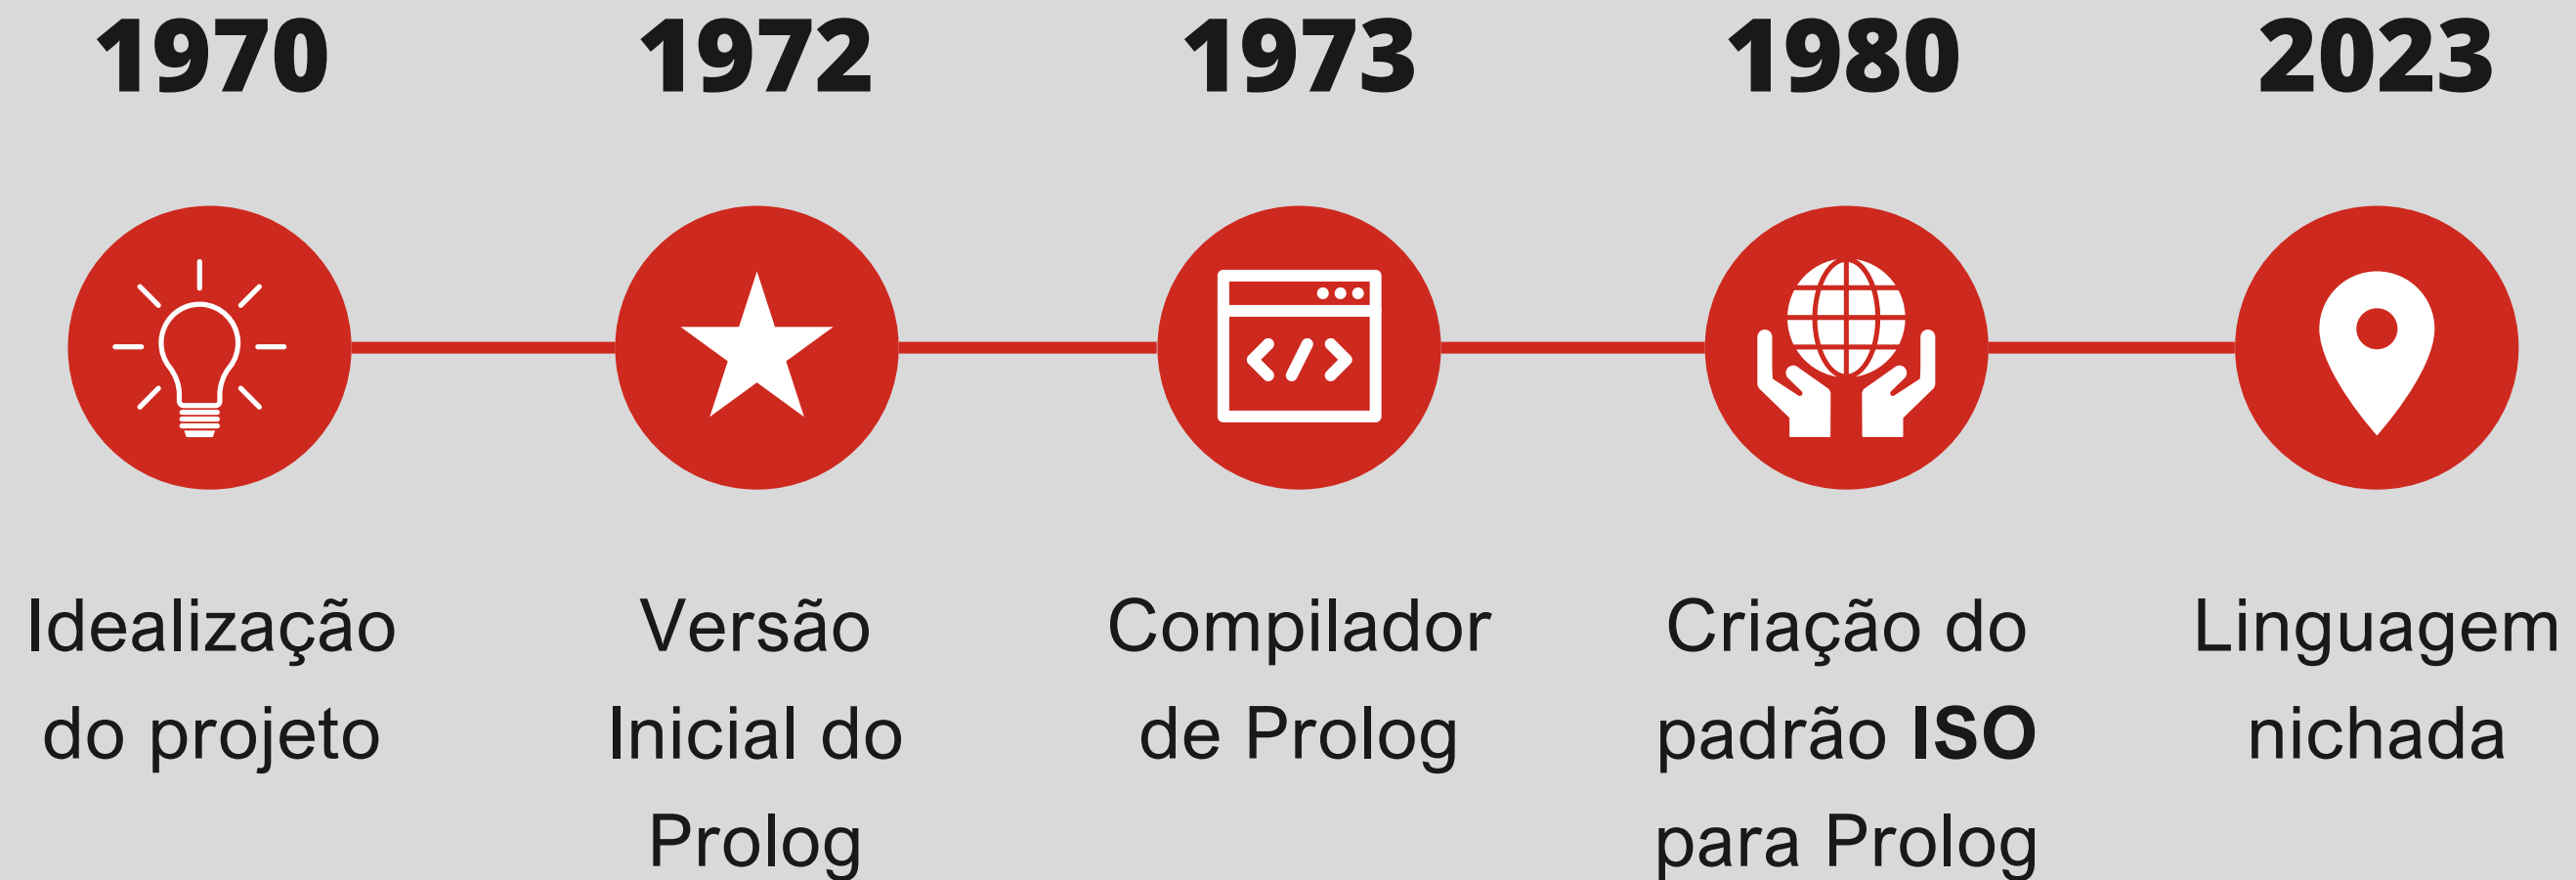 1970
1972
1973
1980
2023
Idealização
do projeto
Versão
Inicial do
Prolog
Compilador
de Prolog
Criação do
padrão ISO
para Prolog
Linguagem
nichada